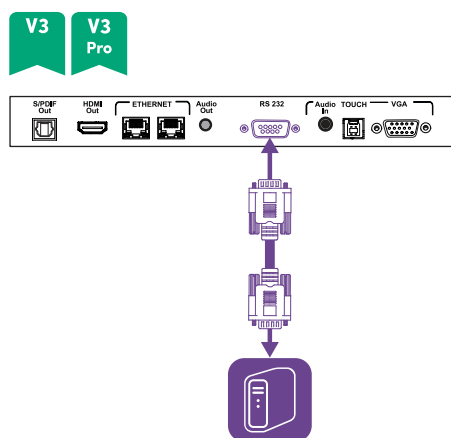 V3
V3
Pro
S/PDIF
Out
HDMI
Out
ETHERNET
Audio
Out
RS 232
Audio
In
TOUCH
VGA